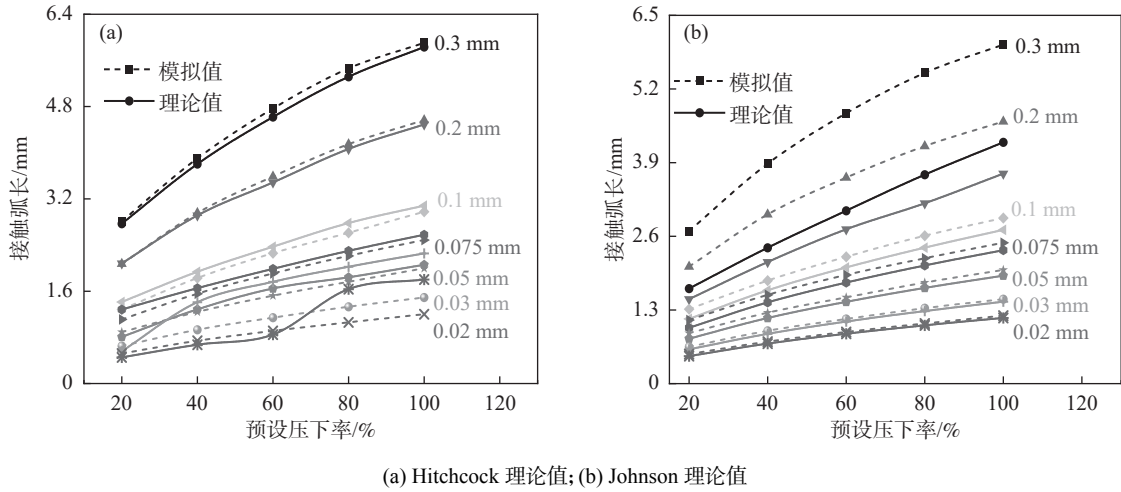 (a)
模拟值
理论值
0.3 mm
0.2 mm
0.1 mm
0.075 mm
0.05 mm
0.03 mm
0.02 mm
6.4
4.8
3.2
1.6
0
接触弧长/mm
20 40 60 80 100 120
预设压下率/%
(b)
模拟值
理论值
0.3 mm
0.2 mm
0.1 mm
0.075 mm
0.05 mm
0.03 mm
0.02 mm
6.5
5.2
3.9
2.6
1.3
0
接触弧长/mm
20 40 60 80 100 120
预设压下率/%
(a) Hitchcock 理论值; (b) Johnson 理论值